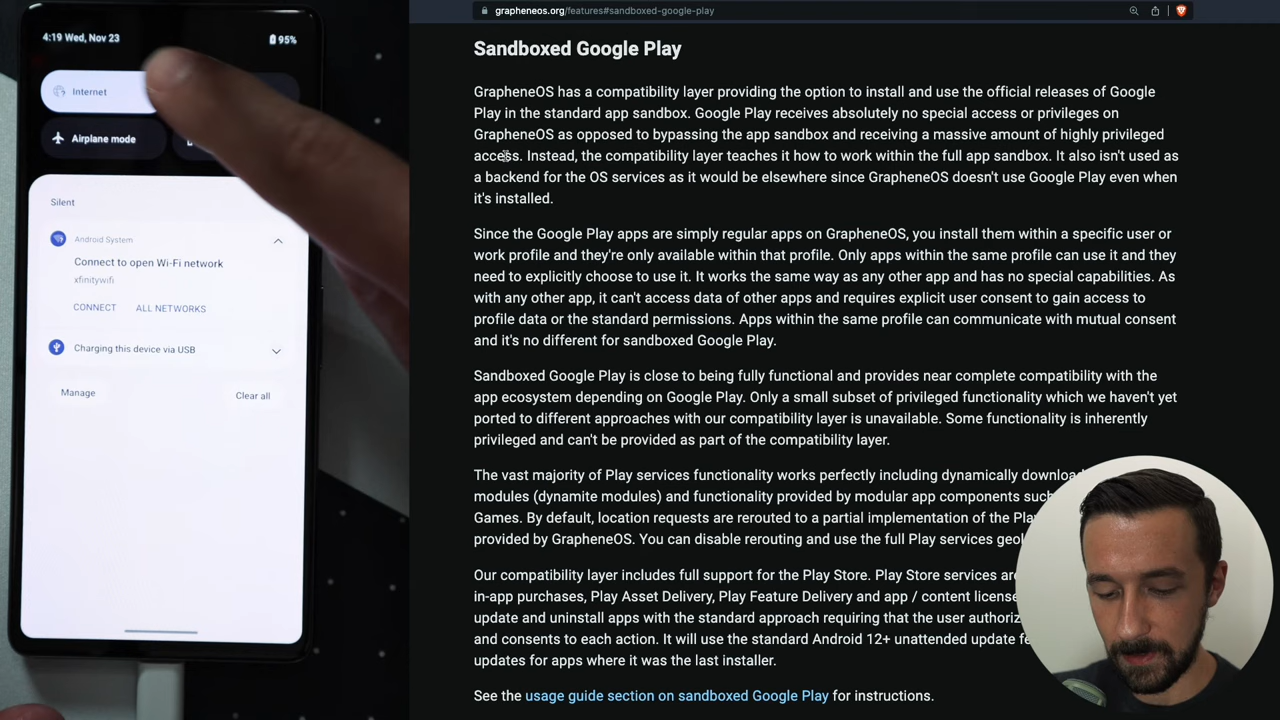 4:19 Wed, Nov 23
95%
Internet
Airplane mode
Silent
Android System
Connect to open Wi-Fi network
xfinitywifi
CONNECT
ALL NETWORKS
Charging this device via USB
Manage
Clear all
grapheneos.org/features#sandboxed-google-play
Sandboxed Google Play
GrapheneOS has a compatibility layer providing the option to install and use the official releases of Google
Play in the standard app sandbox. Google Play receives absolutely no special access or privileges on
GrapheneOS as opposed to bypassing the app sandbox and receiving a massive amount of highly privileged
access. Instead, the compatibility layer teaches it how to work within the full app sandbox. It also isn't used as
a backend for the OS services as it would be elsewhere since GrapheneOS doesn't use Google Play even when
it's installed.
Since the Google Play apps are simply regular apps on GrapheneOS, you install them within a specific user or
work profile and they're only available within that profile. Only apps within the same profile can use it and they
need to explicitly choose to use it. It works the same way as any other app and has no special capabilities. As
with any other app, it can't access data of other apps and requires explicit user consent to gain access to
profile data or the standard permissions. Apps within the same profile can communicate with mutual consent
and it's no different for sandboxed Google Play.
Sandboxed Google Play is close to being fully functional and provides near complete compatibility with the
app ecosystem depending on Google Play. Only a small subset of privileged functionality which we haven't yet
ported to different approaches with our compatibility layer is unavailable. Some functionality is inherently
privileged and can't be provided as part of the compatibility layer.
The vast majority of Play services functionality works perfectly including dynamically
modules (dynamite modules) and functionality provided by modular app components
Games. By default, location requests are rerouted to a partial implementation of the
provided by GrapheneOS. You can disable rerouting and use the full Play services
Our compatibility layer includes full support for the Play Store. Play Store services
in-app purchases, Play Asset Delivery, Play Feature Delivery and app / content
update and uninstall apps with the standard approach requiring that the user
and consents to each action. It will use the standard Android 12+ unattended update
updates for apps where it was the last installer.
See the usage guide section on sandboxed Google Play for instructions.